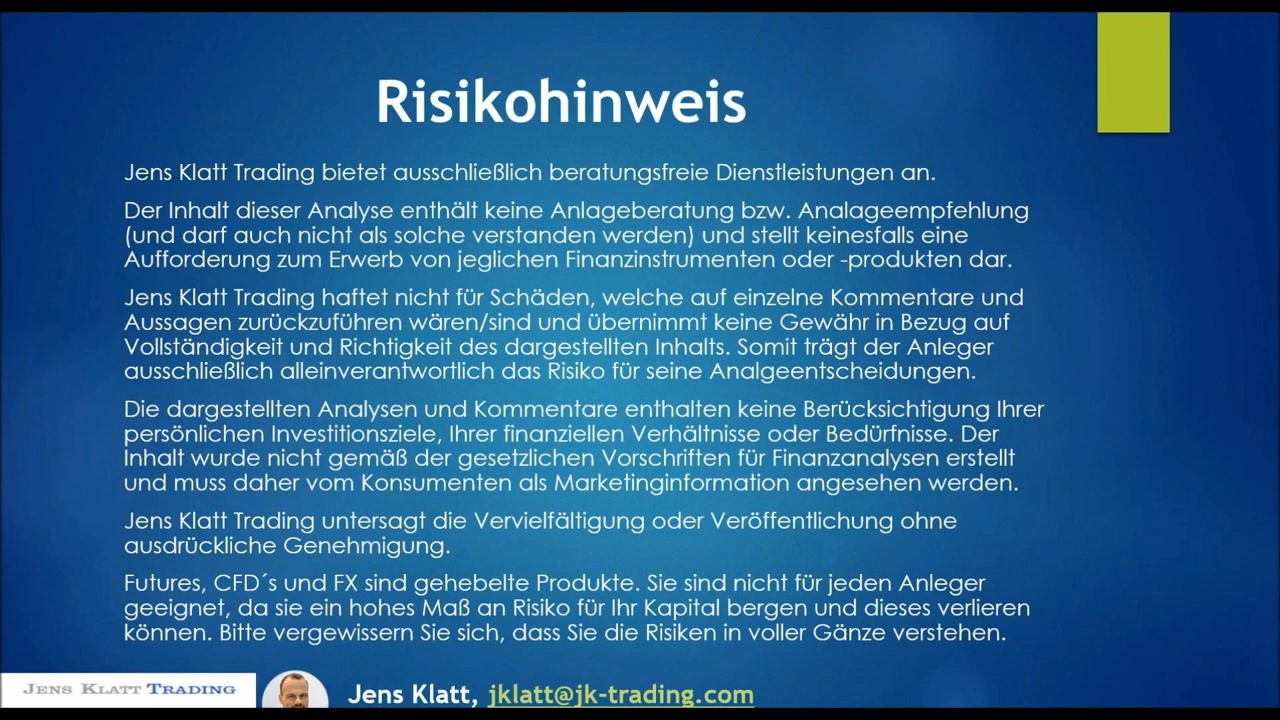 Risikohinweis
Jens Klatt Trading bietet ausschließlich beratungsfreie Dienstleistungen an.
Der Inhalt dieser Analyse enthält keine Anlageberatung bzw. Analageempfehlung
(und darf auch nicht als solche verstanden werden) und stellt keinesfalls eine
Aufforderung zum Erwerb von jeglichen Finanzinstrumenten oder -produkten dar.
Jens Klatt Trading haftet nicht für Schäden, welche auf einzelne Kommentare und
Aussagen zurückzuführen wären/sind und übernimmt keine Gewähr in Bezug auf
Vollständigkeit und Richtigkeit des dargestellten Inhalts. Somit trägt der Anleger
ausschließlich alleinverantwortlich das Risiko für seine Analgeentscheidungen.
Die dargestellten Analysen und Kommentare enthalten keine Berücksichtigung Ihrer
persönlichen Investitionsziele, Ihrer finanziellen Verhältnisse oder Bedürfnisse. Der
Inhalt wurde nicht gemäß der gesetzlichen Vorschriften für Finanzanalysen erstellt
und muss daher vom Konsumenten als Marketinginformation angesehen werden.
Jens Klatt Trading untersagt die Vervielfältigung oder Veröffentlichung ohne
ausdrückliche Genehmigung.
Futures, CFD´s und FX sind gehebelte Produkte. Sie sind nicht für jeden Anleger
geeignet, da sie ein hohes Maß an Risiko für Ihr Kapital bergen und dieses verlieren
können. Bitte vergewissern Sie sich, dass Sie die Risiken in voller Gänze verstehen.
JENS KLATT TRADING
Jens Klatt, jklatt@jk-trading.com